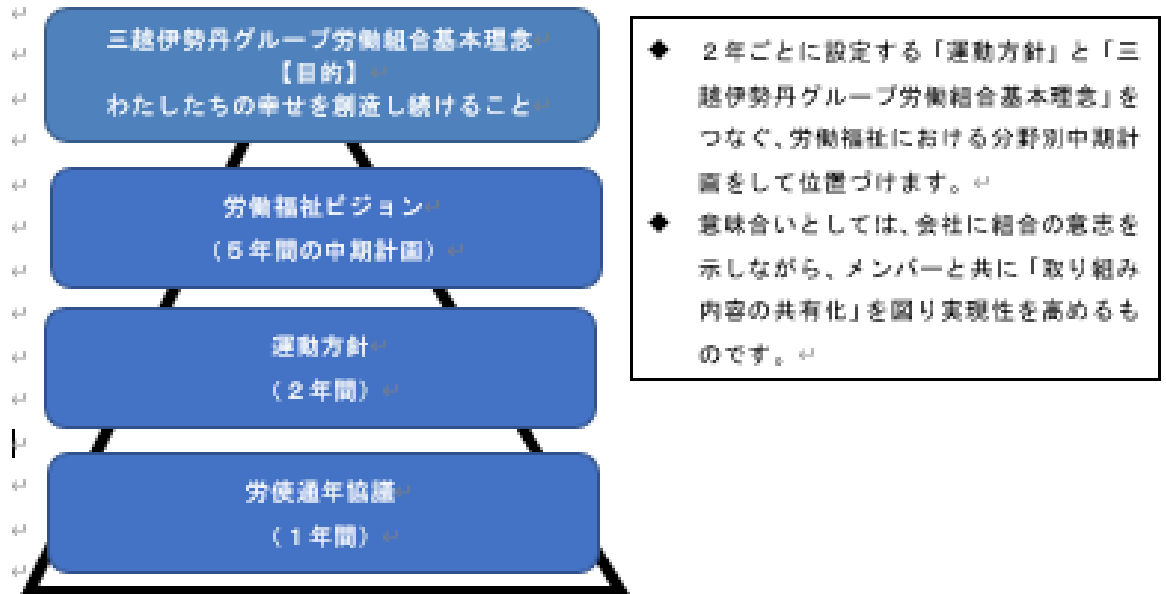 三越伊勢丹グループ労働組合基本理念
【目的】
わたしたちの幸せを創造し続けること
労働福祉ビジョン
（５年間の中期計画）
運動方針
（２年間）
労使通年協議
（１年間）
◆ ２年ごとに設定する「運動方針」と「三
越伊勢丹グループ労働組合基本理念」を
つなぐ、労働福祉における分野別中期計
画をして位置づけます。
◆ 意味合いとしては、会社に組合の意志を
示しながら、メンバーと共に「取り組み
内容の共有化」を図り実現性を高めるも
のです。